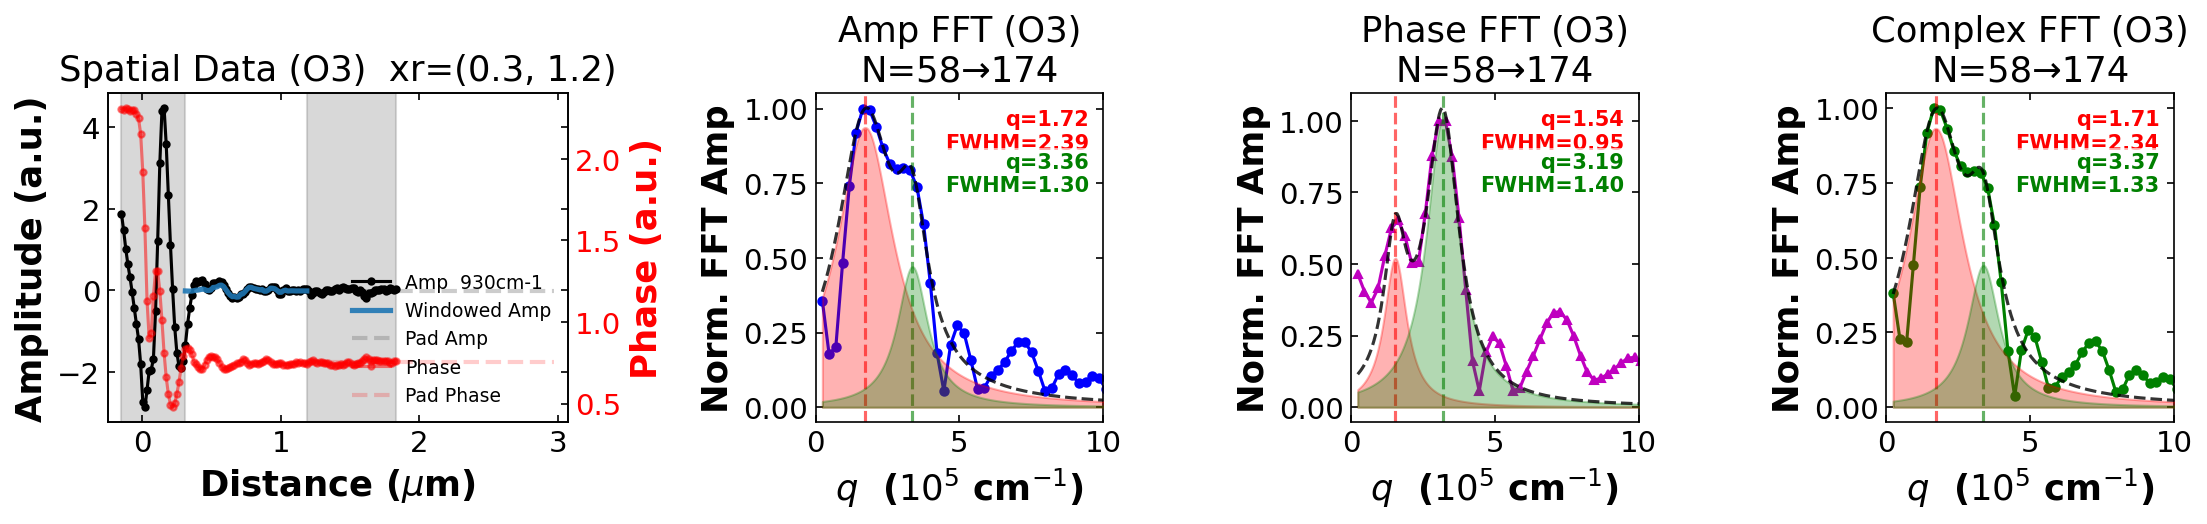 Spatial Data (O3)  xr=(0.3, 1.2)
Amplitude (a.u.)
4
2
0
−2
0
1
2
3
Distance (μm)
2.0
1.5
1.0
0.5
Phase (a.u.)
Amp  930cm-1
Windowed Amp
Pad Amp
Phase
Pad Phase
Amp FFT (O3)
N=58→174
Norm. FFT Amp
1.00
0.75
0.50
0.25
0.00
0
5
10
q (10⁵ cm⁻¹)
q=1.72
FWHM=2.39
q=3.36
FWHM=1.30
Phase FFT (O3)
N=58→174
Norm. FFT Amp
1.00
0.75
0.50
0.25
0.00
0
5
10
q (10⁵ cm⁻¹)
q=1.54
FWHM=0.95
q=3.19
FWHM=1.40
Complex FFT (O3)
N=58→174
Norm. FFT Amp
1.00
0.75
0.50
0.25
0.00
0
5
10
q (10⁵ cm⁻¹)
q=1.71
FWHM=2.34
q=3.37
FWHM=1.33